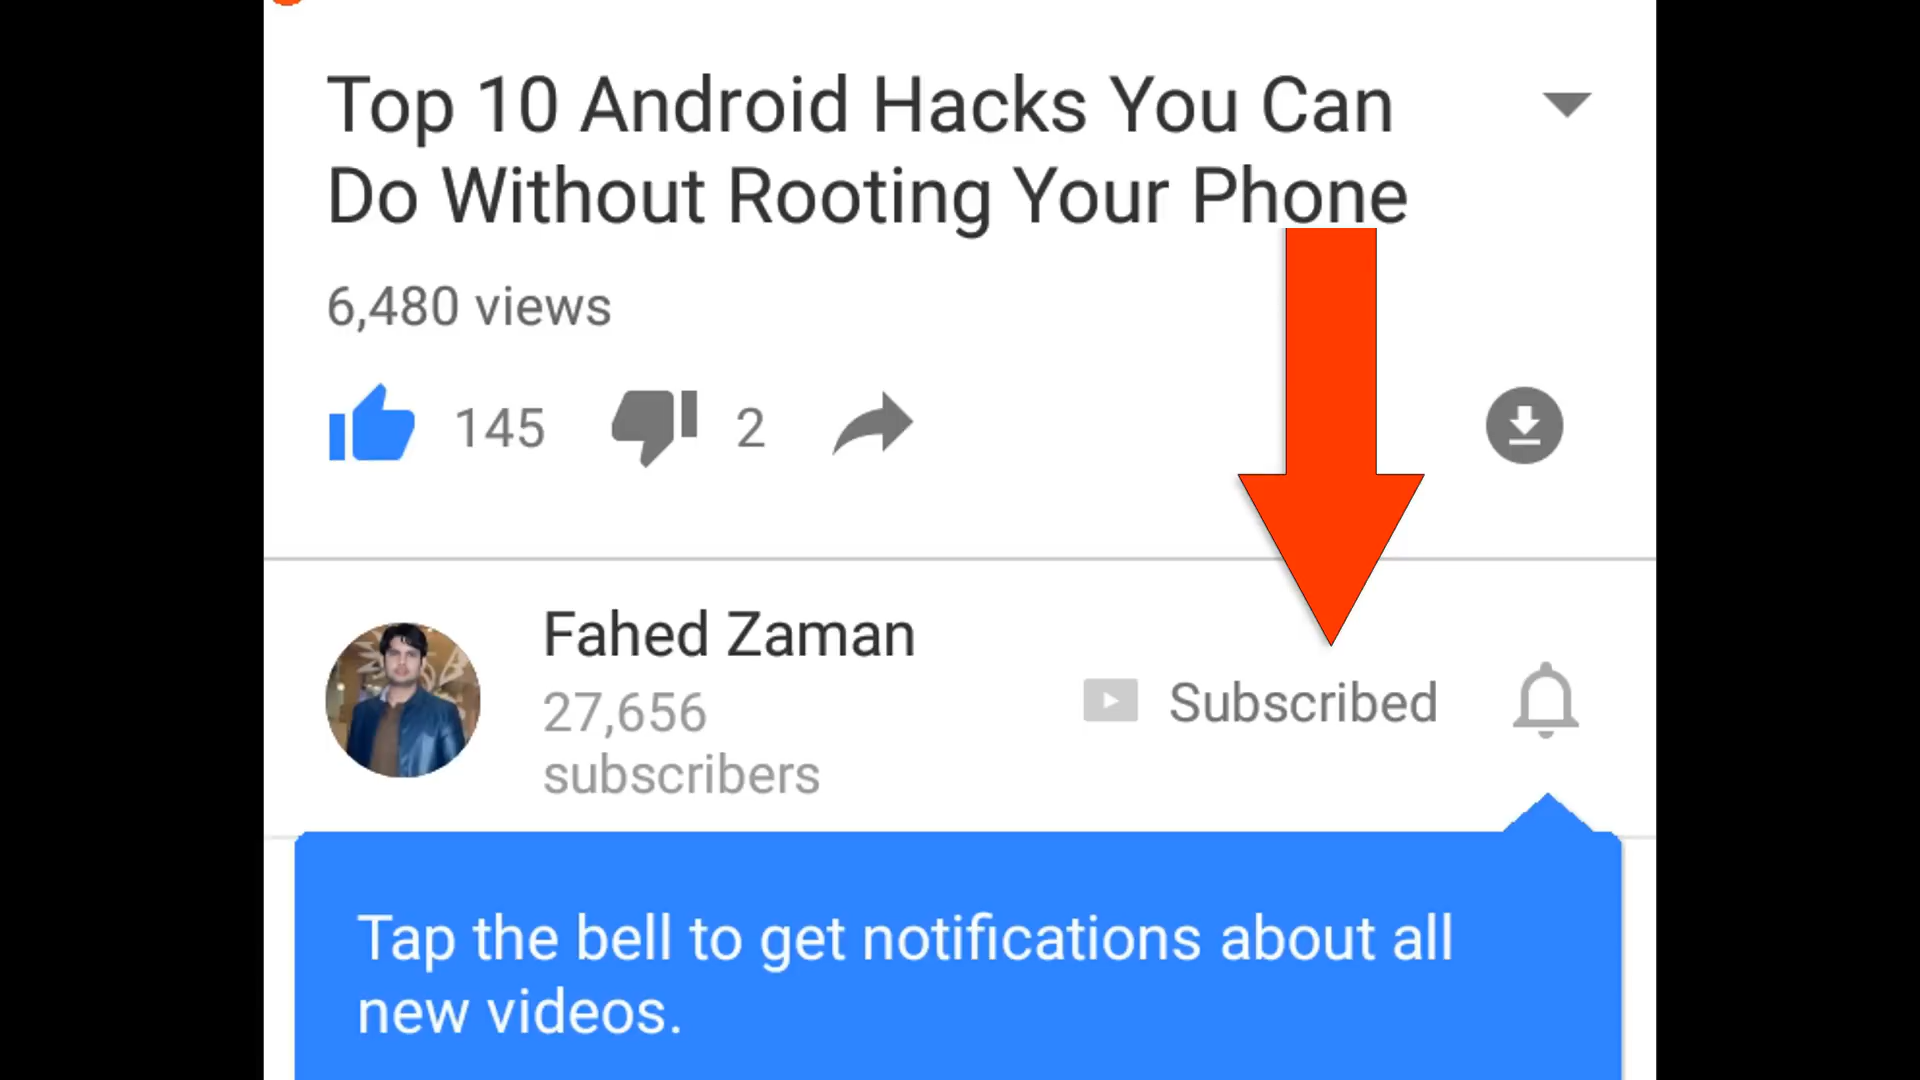 Top 10 Android Hacks You Can
Do Without Rooting Your Phone
6,480 views
145 2
Fahed Zaman
27,656
subscribers
Subscribed
Tap the bell to get notifications about all
new videos.